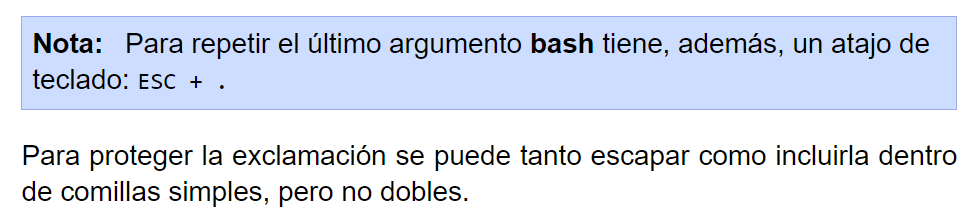 Nota: Para repetir el último argumento bash tiene, además, un atajo de
teclado: ESC + .
Para proteger la exclamación se puede tanto escapar como incluirla dentro
de comillas simples, pero no dobles.